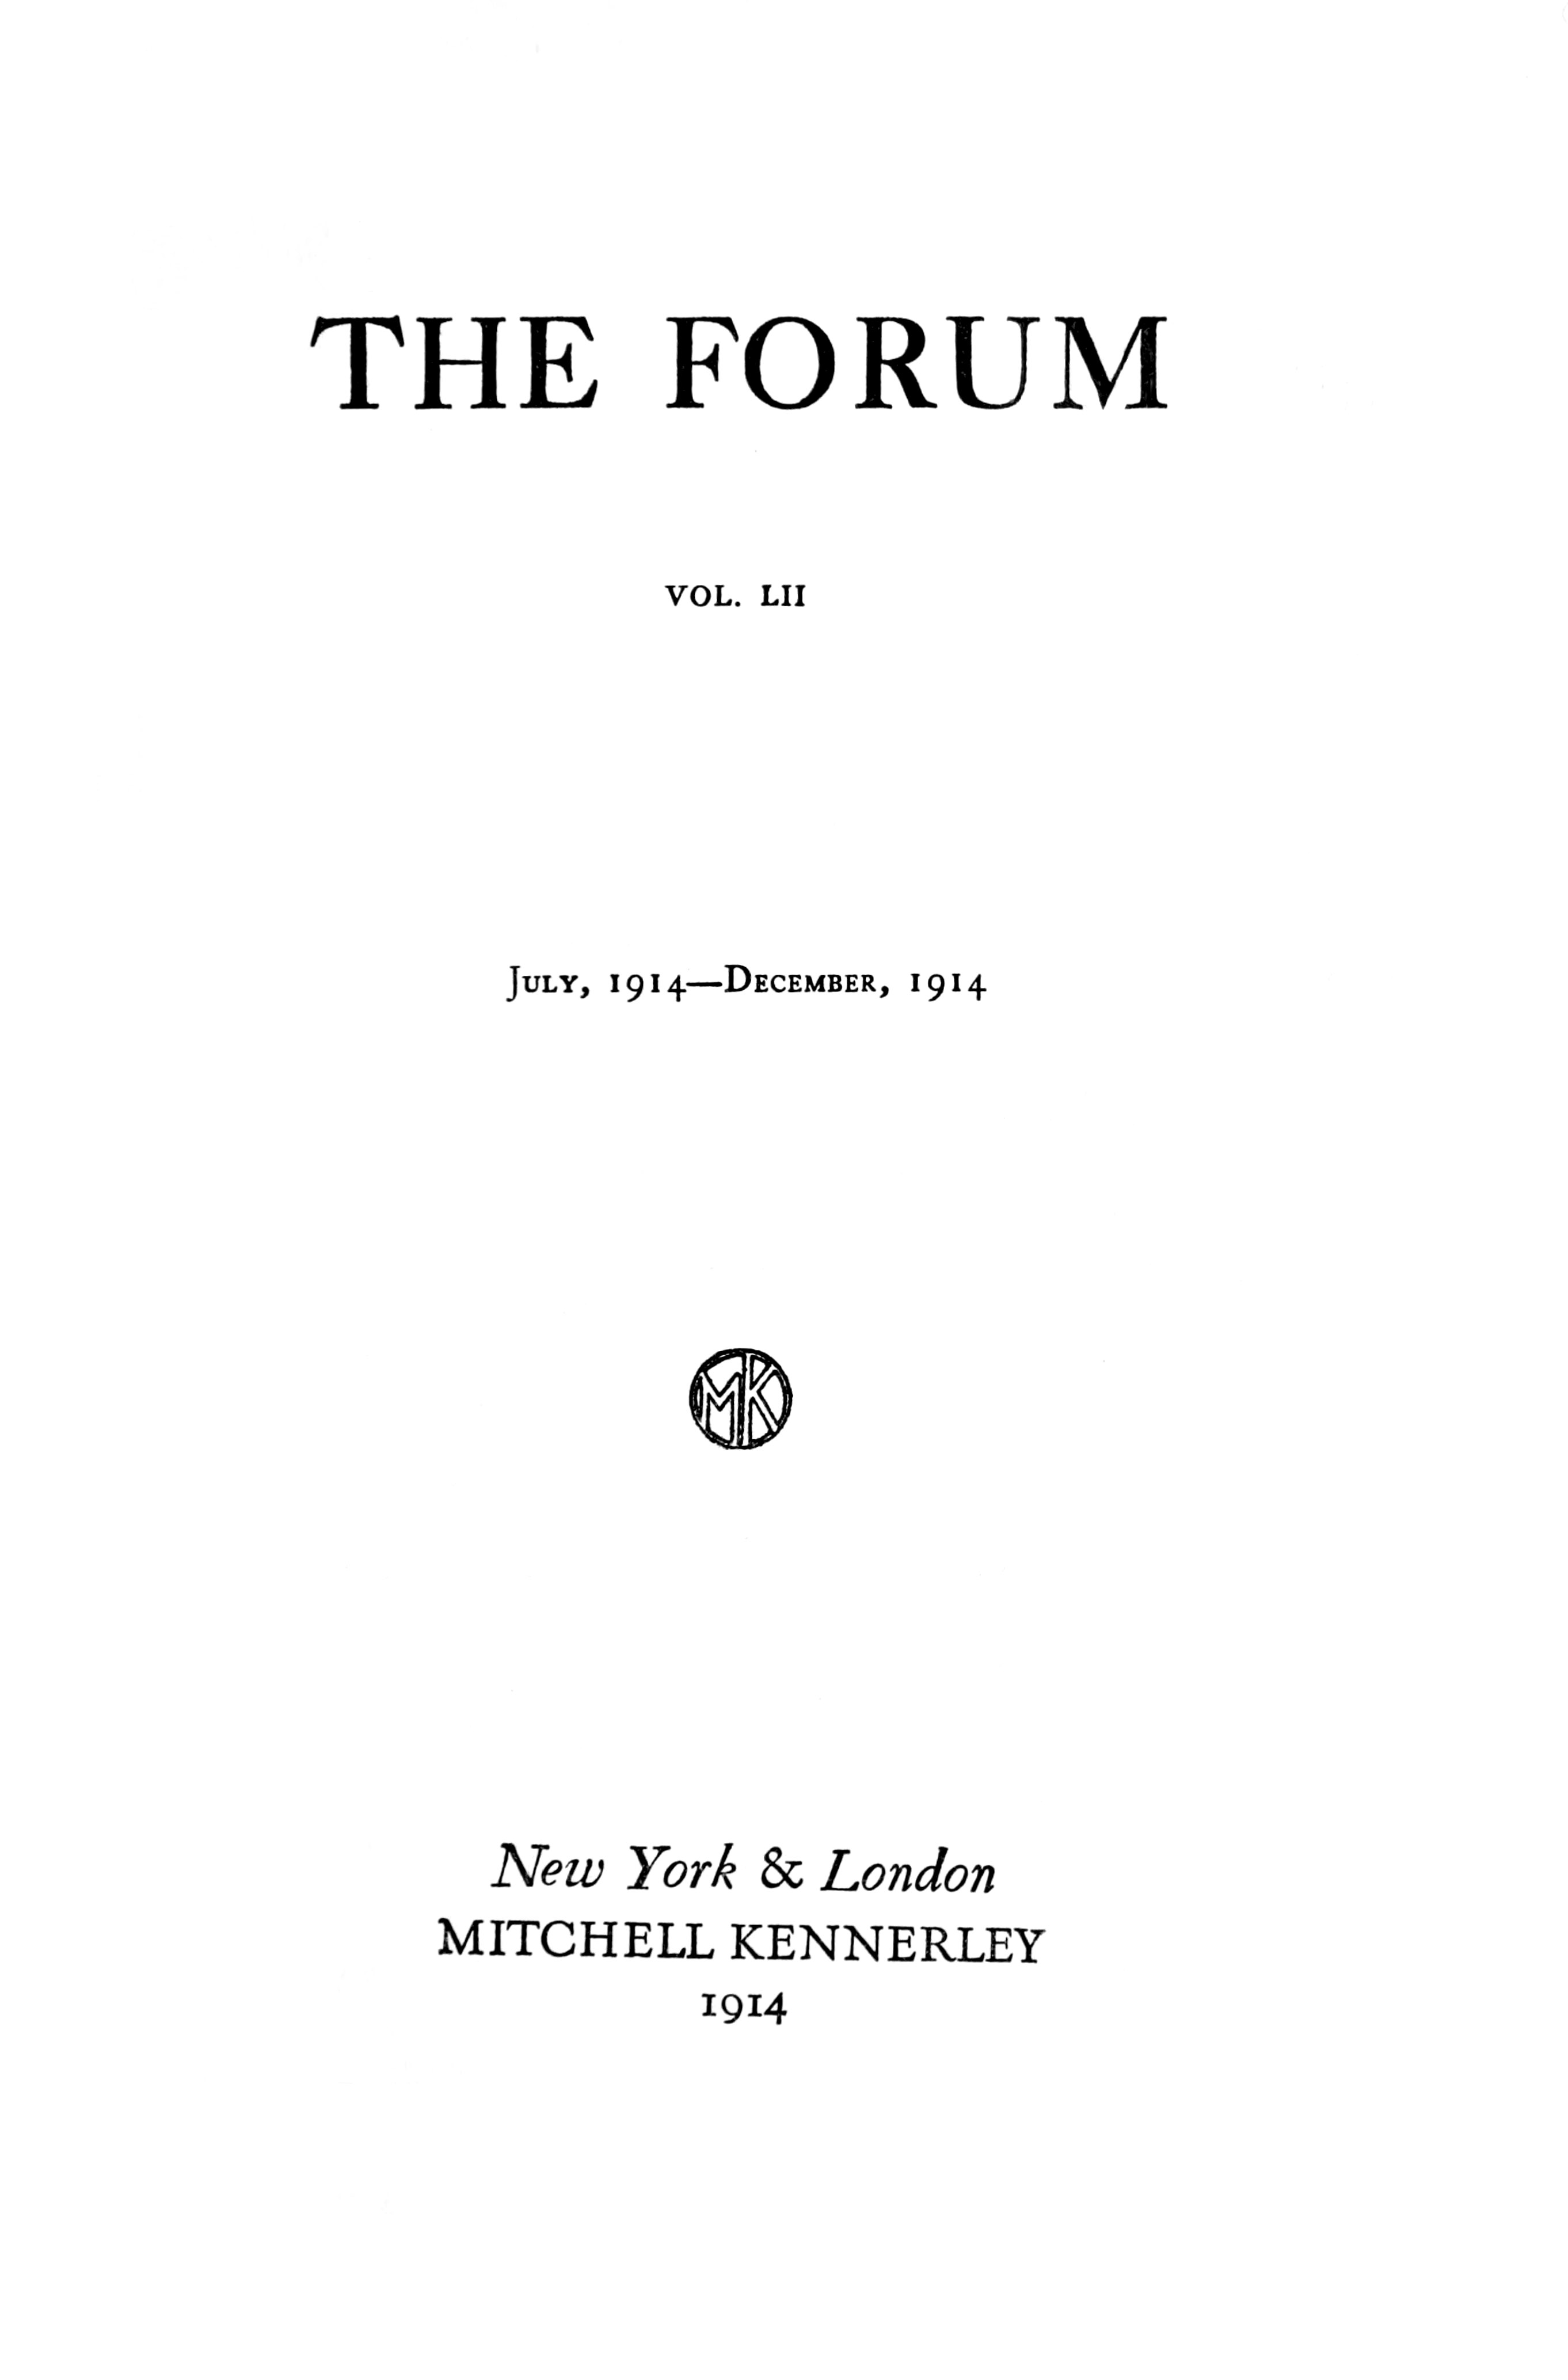 THE FORUM
VOL. LII
July, 1914—December, 1914
MK
New York & London
MITCHELL KENNERLEY
1914